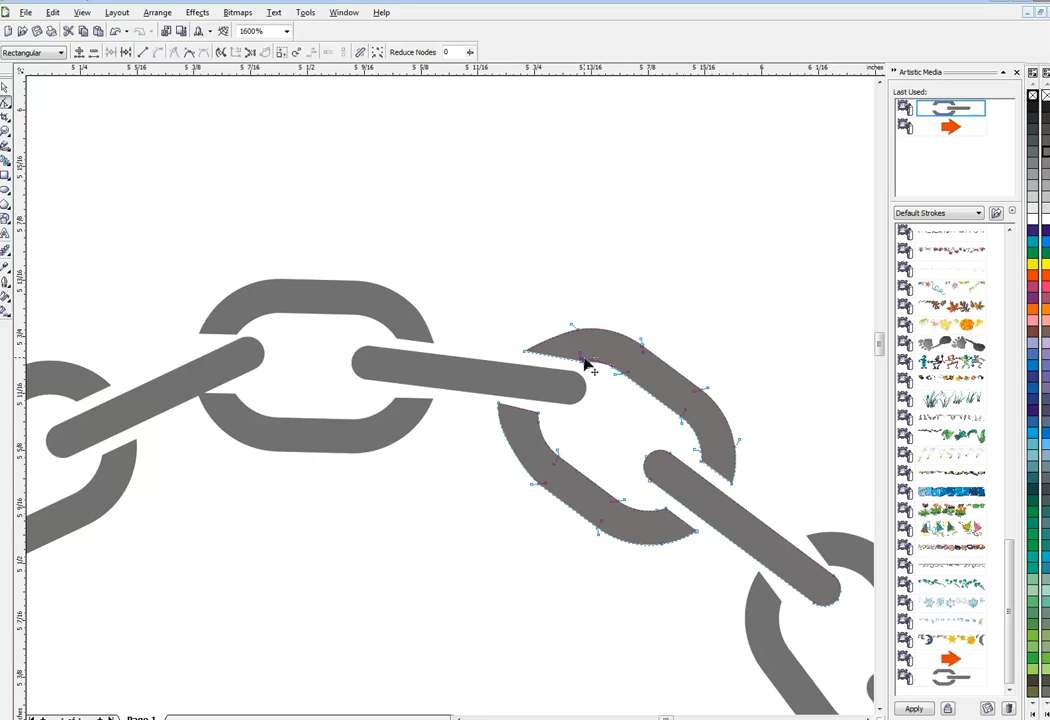 File Edit View Layout Arrange Effects Bitmaps Text Tools Window Help
1600%
Rectangular Reduce Nodes 0
5 1/4 5 5/16 5 3/8 5 7/16 5 1/2 5 9/16 5 5/8 5 11/16 5 3/4 5 13/16 5 7/8 5 15/16 6 6 1/16 inches
Artistic Media
Last Used:
Default Strokes
Apply
Page 1